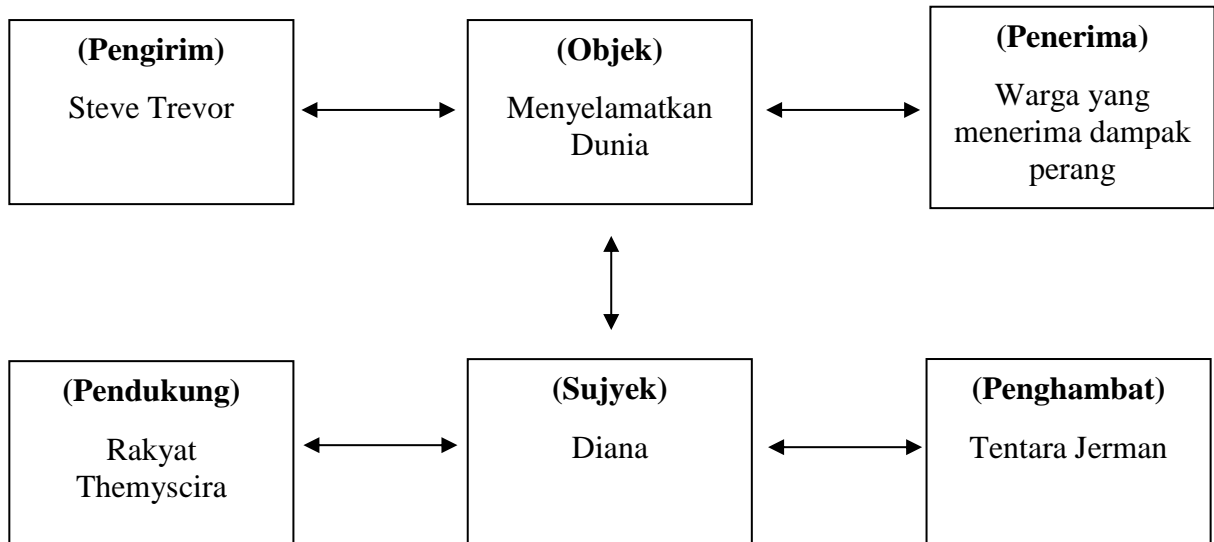 (Pengirim)
Steve Trevor
(Objek)
Menyelamatkan
Dunia
(Penerima)
Warga yang
menerima dampak
perang
(Pendukung)
Rakyat
Themyscira
(Sujyek)
Diana
(Penghambat)
Tentara Jerman